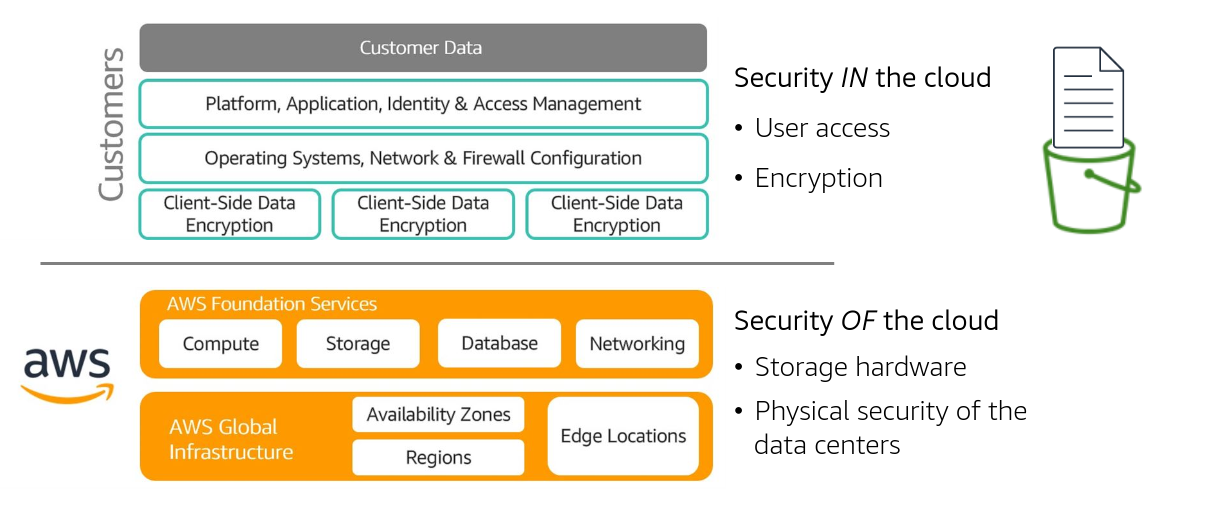 Customers
Customer Data
Platform, Application, Identity & Access Management
Operating Systems, Network & Firewall Configuration
Client-Side Data
Encryption
Client-Side Data
Encryption
Client-Side Data
Encryption
Security IN the cloud
• User access
• Encryption
aws
AWS Foundation Services
Compute
Storage
Database
Networking
AWS Global
Infrastructure
Availability Zones
Regions
Edge Locations
Security OF the cloud
• Storage hardware
• Physical security of the
data centers